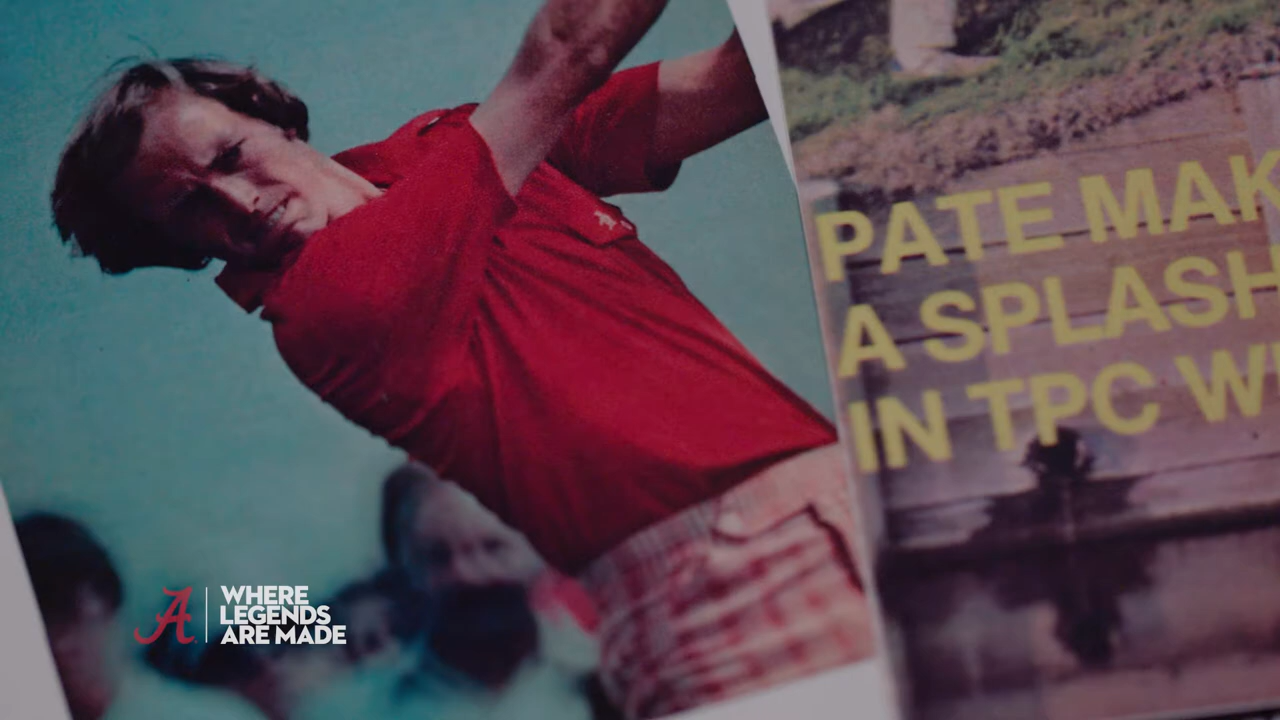 PATE MAK
A SPLASH
IN TPC W
A
WHERE
LEGENDS
ARE MADE